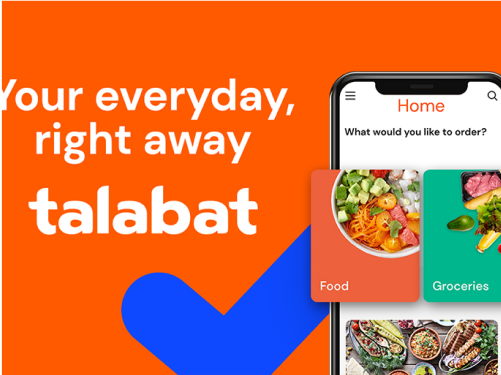 Your everyday,
right away
talabat
Home
What would you like to order?
Food
Groceries